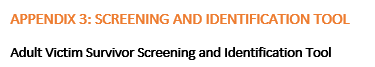 APPENDIX 3: SCREENING AND IDENTIFICATION TOOL
Adult Victim Survivor Screening and Identification Tool